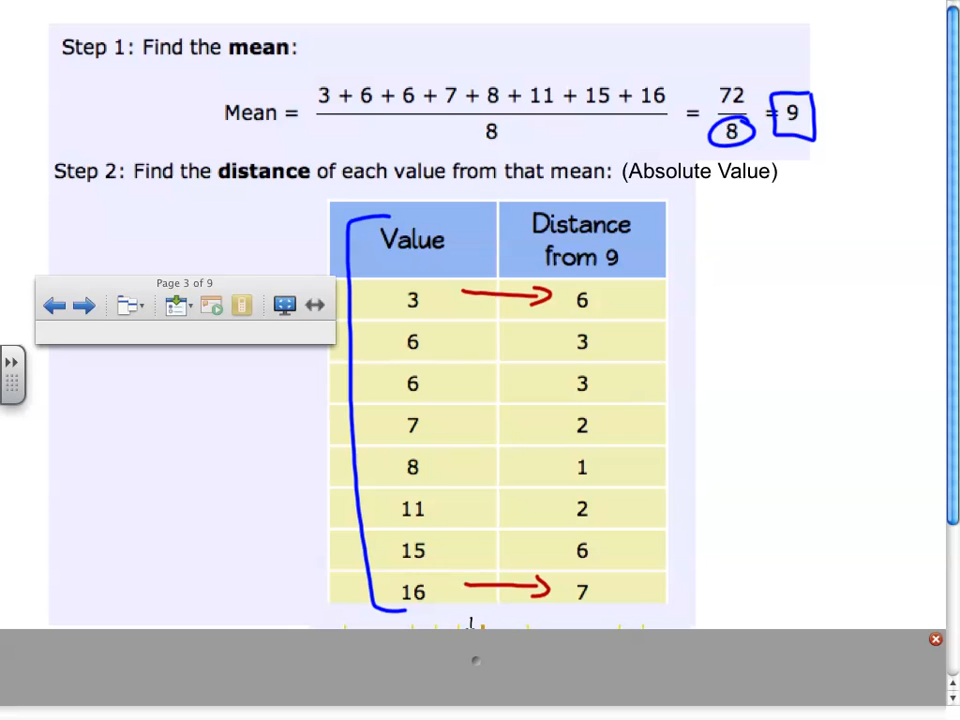 Step 1: Find the mean:
3 + 6 + 6 + 7 + 8 + 11 + 15 + 16 72
Mean = = = 9
8 8
Step 2: Find the distance of each value from that mean: (Absolute Value)
Value Distance from 9
Page 3 of 9
3 6
6 3
6 3
7 2
8 1
11 2
15 6
16 7